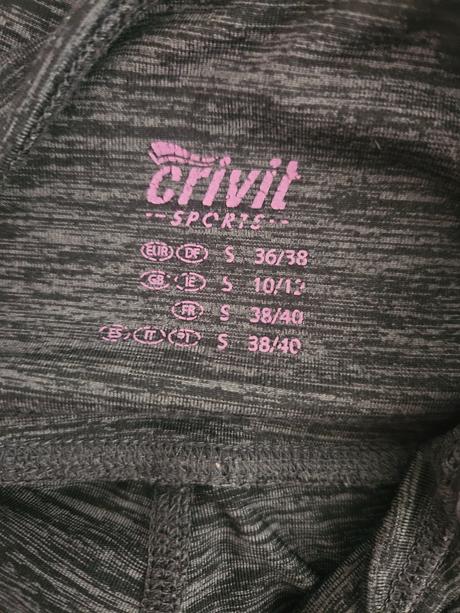 crivit
SPORTS
EUR DE S 36/38
GB IE S 10/12
FR S 38/40
ES IT PT S 38/40